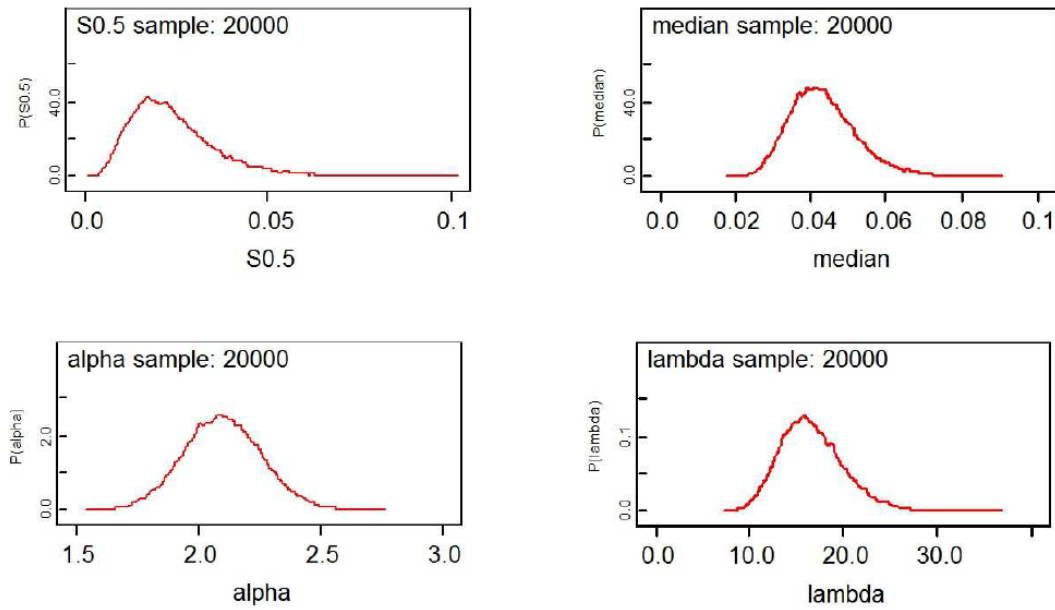 S0.5 sample: 20000
P(S0.5)
40.0
0.0
0.0 0.05 0.1
S0.5
median sample: 20000
P(median)
40.0
0.0
0.0 0.02 0.04 0.06 0.08 0.1
median
alpha sample: 20000
P(alpha)
2.0
0.0
1.5 2.0 2.5 3.0
alpha
lambda sample: 20000
P(lambda)
0.1
0.0
0.0 10.0 20.0 30.0
lambda